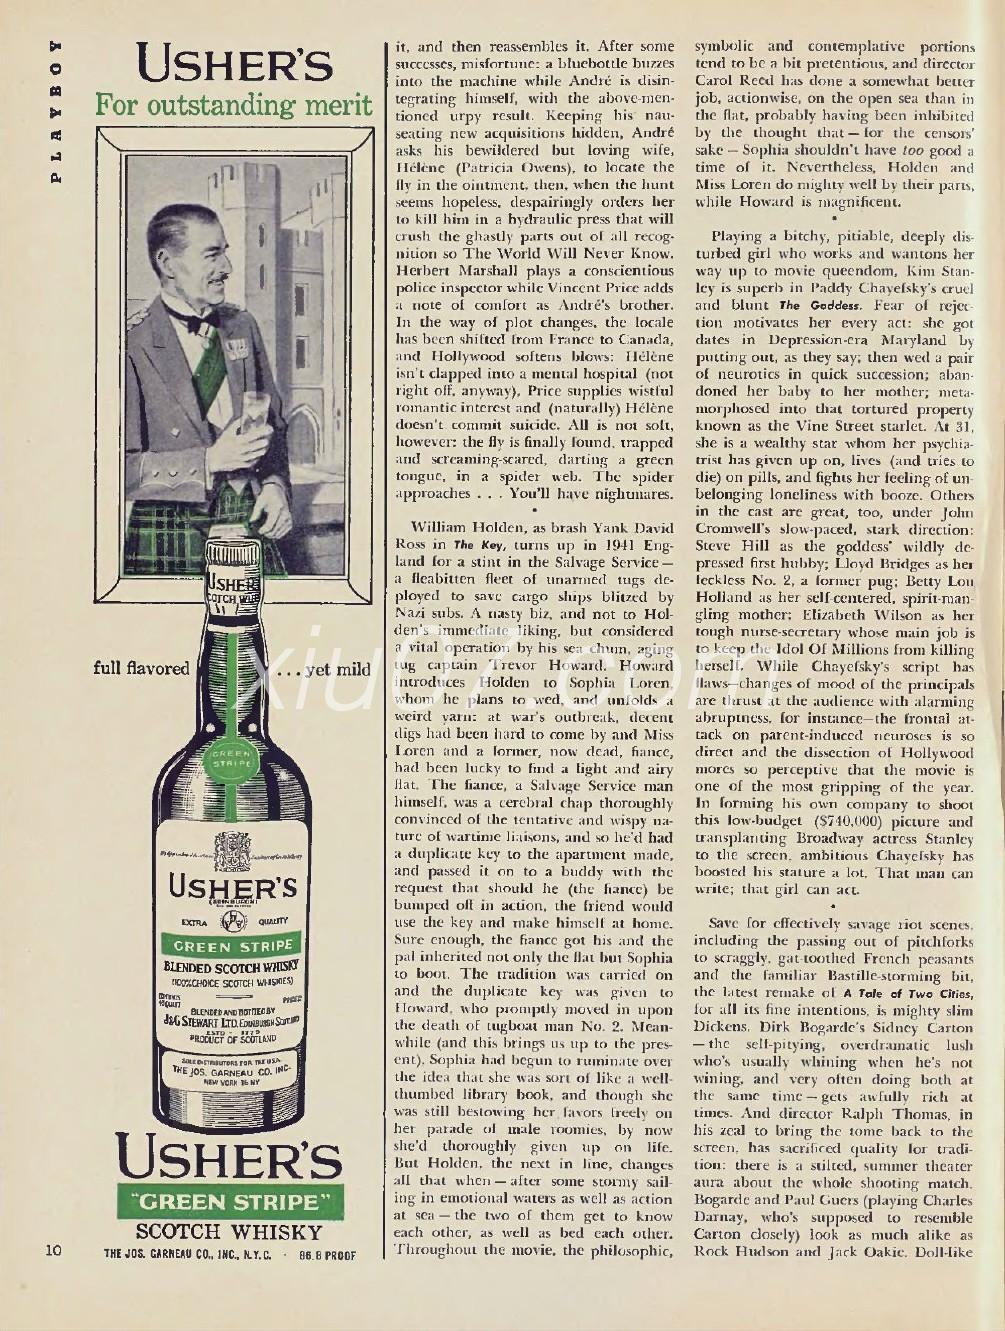 PLAYBOY
USHER'S
For outstanding merit
USHER'S
SCOTCH WHISKY
full flavored
...yet mild
GREEN
STRIPE
USHER'S
EXTRA
QUALITY
GREEN STRIPE
BLENDED SCOTCH WHISKY
(100% CHOICE SCOTCH WHISKIES)
BLENDED AND BOTTLED BY
J&G STEWART LTD. EDINBURGH SCOTLAND
ESTD - 1779
PRODUCT OF SCOTLAND
SOLE DISTRIBUTORS FOR THE U.S.A.
THE JOS. GARNEAU CO. INC.
NEW YORK 16 NY
USHER'S
"GREEN STRIPE"
SCOTCH WHISKY
THE JOS. GARNEAU CO., INC., N.Y.C. · 86.8 PROOF
10
it, and then reassembles it. After some
successes, misfortune: a bluebottle buzzes
into the machine while André is disin-
tegrating himself, with the above-men-
tioned urpy result. Keeping his nau-
seating new acquisitions hidden, André
asks his bewildered but loving wife,
Hélène (Patricia Owens), to locate the
fly in the ointment, then, when the hunt
seems hopeless, despairingly orders her
to kill him in a hydraulic press that will
crush the ghastly parts out of all recog-
nition so The World Will Never Know.
Herbert Marshall plays a conscientious
police inspector while Vincent Price adds
a note of comfort as André's brother.
In the way of plot changes, the locale
has been shifted from France to Canada,
and Hollywood softens blows: Hélène
isn't clapped into a mental hospital (not
right off, anyway), Price supplies wistful
romantic interest and (naturally) Hélène
doesn't commit suicide. All is not soft,
however: the fly is finally found, trapped
and screaming-scared, darting a green
tongue, in a spider web. The spider
approaches . . . You'll have nightmares.
•
William Holden, as brash Yank David
Ross in The Key, turns up in 1941 Eng-
land for a stint in the Salvage Service —
a fleabitten fleet of unarmed tugs de-
ployed to save cargo ships blitzed by
Nazi subs. A nasty biz, and not to Hol-
den's immediate liking, but considered
a vital operation by his sea chum, aging
tug captain Trevor Howard. Howard
introduces Holden to Sophia Loren,
whom he plans to wed, and unfolds a
weird yarn: at war's outbreak, decent
digs had been hard to come by and Miss
Loren and a former, now dead, fiance,
had been lucky to find a light and airy
flat. The fiance, a Salvage Service man
himself, was a cerebral chap thoroughly
convinced of the tentative and wispy na-
ture of wartime liaisons, and so he'd had
a duplicate key to the apartment made,
and passed it on to a buddy with the
request that should he (the fiance) be
bumped off in action, the friend would
use the key and make himself at home.
Sure enough, the fiance got his and the
pal inherited not only the flat but Sophia
to boot. The tradition was carried on
and the duplicate key was given to
Howard, who promptly moved in upon
the death of tugboat man No. 2. Mean-
while (and this brings us up to the pres-
ent), Sophia had begun to ruminate over
the idea that she was sort of like a well-
thumbed library book, and though she
was still bestowing her favors freely on
her parade of male roomies, by now
she'd thoroughly given up on life.
But Holden, the next in line, changes
all that when — after some stormy sail-
ing in emotional waters as well as action
at sea — the two of them get to know
each other, as well as bed each other.
Throughout the movie, the philosophic,
symbolic and contemplative portions
tend to be a bit pretentious, and director
Carol Reed has done a somewhat better
job, actionwise, on the open sea than in
the flat, probably having been inhibited
by the thought that — for the censors'
sake — Sophia shouldn't have too good a
time of it. Nevertheless, Holden and
Miss Loren do mighty well by their parts,
while Howard is magnificent.
•
Playing a bitchy, pitiable, deeply dis-
turbed girl who works and wantons her
way up to movie queendom, Kim Stan-
ley is superb in Paddy Chayefsky's cruel
and blunt The Goddess. Fear of rejec-
tion motivates her every act: she got
dates in Depression-era Maryland by
putting out, as they say; then wed a pair
of neurotics in quick succession; aban-
doned her baby to her mother; meta-
morphosed into that tortured property
known as the Vine Street starlet. At 31,
she is a wealthy star whom her psychia-
trist has given up on, lives (and tries to
die) on pills, and fights her feeling of un-
belonging loneliness with booze. Others
in the cast are great, too, under John
Cromwell's slow-paced, stark direction:
Steve Hill as the goddess' wildly de-
pressed first hubby; Lloyd Bridges as her
feckless No. 2, a former pug; Betty Lou
Holland as her self-centered, spirit-man-
gling mother; Elizabeth Wilson as her
tough nurse-secretary whose main job is
to keep the Idol Of Millions from killing
herself. While Chayefsky's script has
flaws—changes of mood of the principals
are thrust at the audience with alarming
abruptness, for instance—the frontal at-
tack on parent-induced neuroses is so
direct and the dissection of Hollywood
mores so perceptive that the movie is
one of the most gripping of the year.
In forming his own company to shoot
this low-budget ($740,000) picture and
transplanting Broadway actress Stanley
to the screen, ambitious Chayefsky has
boosted his stature a lot. That man can
write; that girl can act.
•
Save for effectively savage riot scenes,
including the passing out of pitchforks
to scraggly, gat-toothed French peasants
and the familiar Bastille-storming bit,
the latest remake of A Tale of Two Cities,
for all its fine intentions, is mighty slim
Dickens. Dirk Bogarde's Sidney Carton
— the self-pitying, overdramatic lush
who's usually whining when he's not
wining, and very often doing both at
the same time — gets awfully rich at
times. And director Ralph Thomas, in
his zeal to bring the tome back to the
screen, has sacrificed quality for tradi-
tion: there is a stilted, summer theater
aura about the whole shooting match.
Bogarde and Paul Guers (playing Charles
Darnay, who's supposed to resemble
Carton closely) look as much alike as
Rock Hudson and Jack Oakie. Doll-like